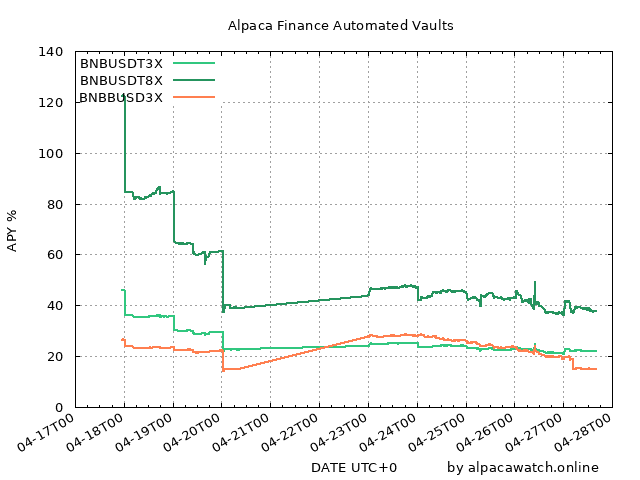 Alpaca Finance Automated Vaults
140
120
100
80
60
40
20
0
APY %
BNBUSDT3X
BNBUSDT8X
BNBBUSD3X
04-17T00
04-18T00
04-19T00
04-20T00
04-21T00
04-22T00
04-23T00
04-24T00
04-25T00
04-26T00
04-27T00
04-28T00
DATE UTC+0
by alpacawatch.online